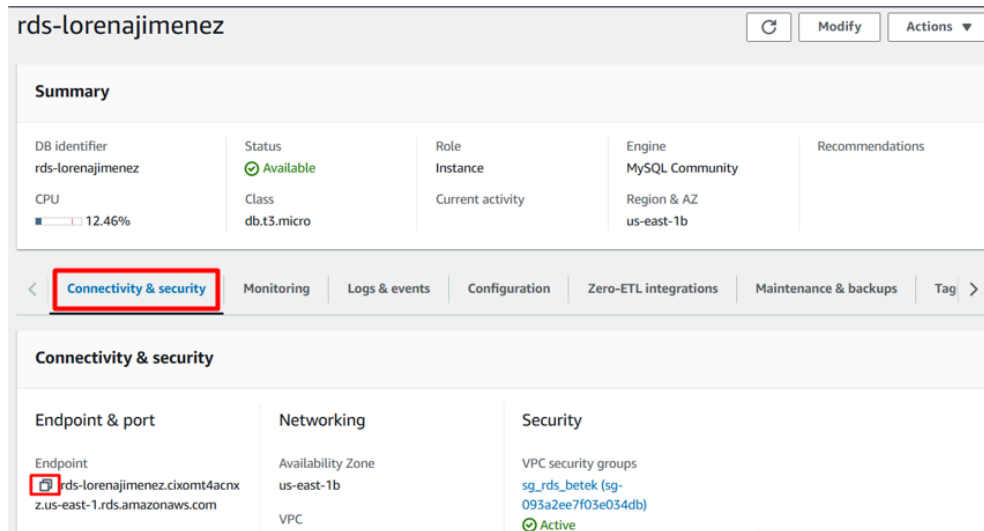 rds-lorenajimenez
Modify
Actions
Summary
DB identifier
rds-lorenajimenez
Status
Available
Role
Instance
Engine
MySQL Community
Recommendations
CPU
12.46%
Class
db.t3.micro
Current activity
Region & AZ
us-east-1b
Connectivity & security
Monitoring
Logs & events
Configuration
Zero-ETL integrations
Maintenance & backups
Tag
Connectivity & security
Endpoint & port
Endpoint
rds-lorenajimenez.cixomt4acnx
z.us-east-1.rds.amazonaws.com
Networking
Availability Zone
us-east-1b
VPC
Security
VPC security groups
sg_rds_betek (sg-
093a2ee7f03e034db)
Active